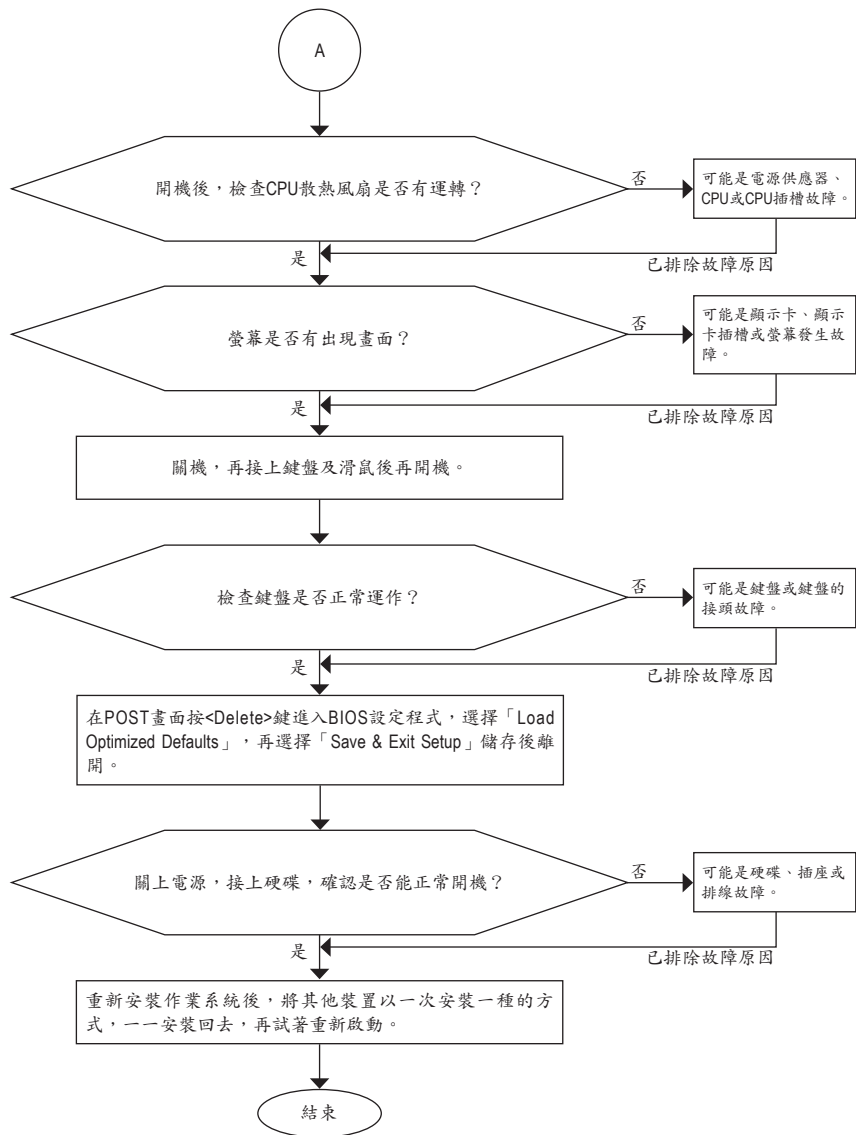 A
開機後，檢查CPU散熱風扇是否有運轉？
否
可能是電源供應器、
CPU或CPU插槽故障。
是
已排除故障原因
螢幕是否有出現畫面？
否
可能是顯示卡、顯示
卡插槽或螢幕發生故
障。
是
已排除故障原因
關機，再接上鍵盤及滑鼠後再開機。
檢查鍵盤是否正常運作？
否
可能是鍵盤或鍵盤的
接頭故障。
是
已排除故障原因
在POST畫面按<Delete>鍵進入BIOS設定程式，選擇「Load
Optimized Defaults」，再選擇「Save & Exit Setup」儲存後離
開。
關上電源，接上硬碟，確認是否能正常開機？
否
可能是硬碟、插座或
排線故障。
是
已排除故障原因
重新安裝作業系統後，將其他裝置以一次安裝一種的方
式，一一安裝回去，再試著重新啟動。
結束